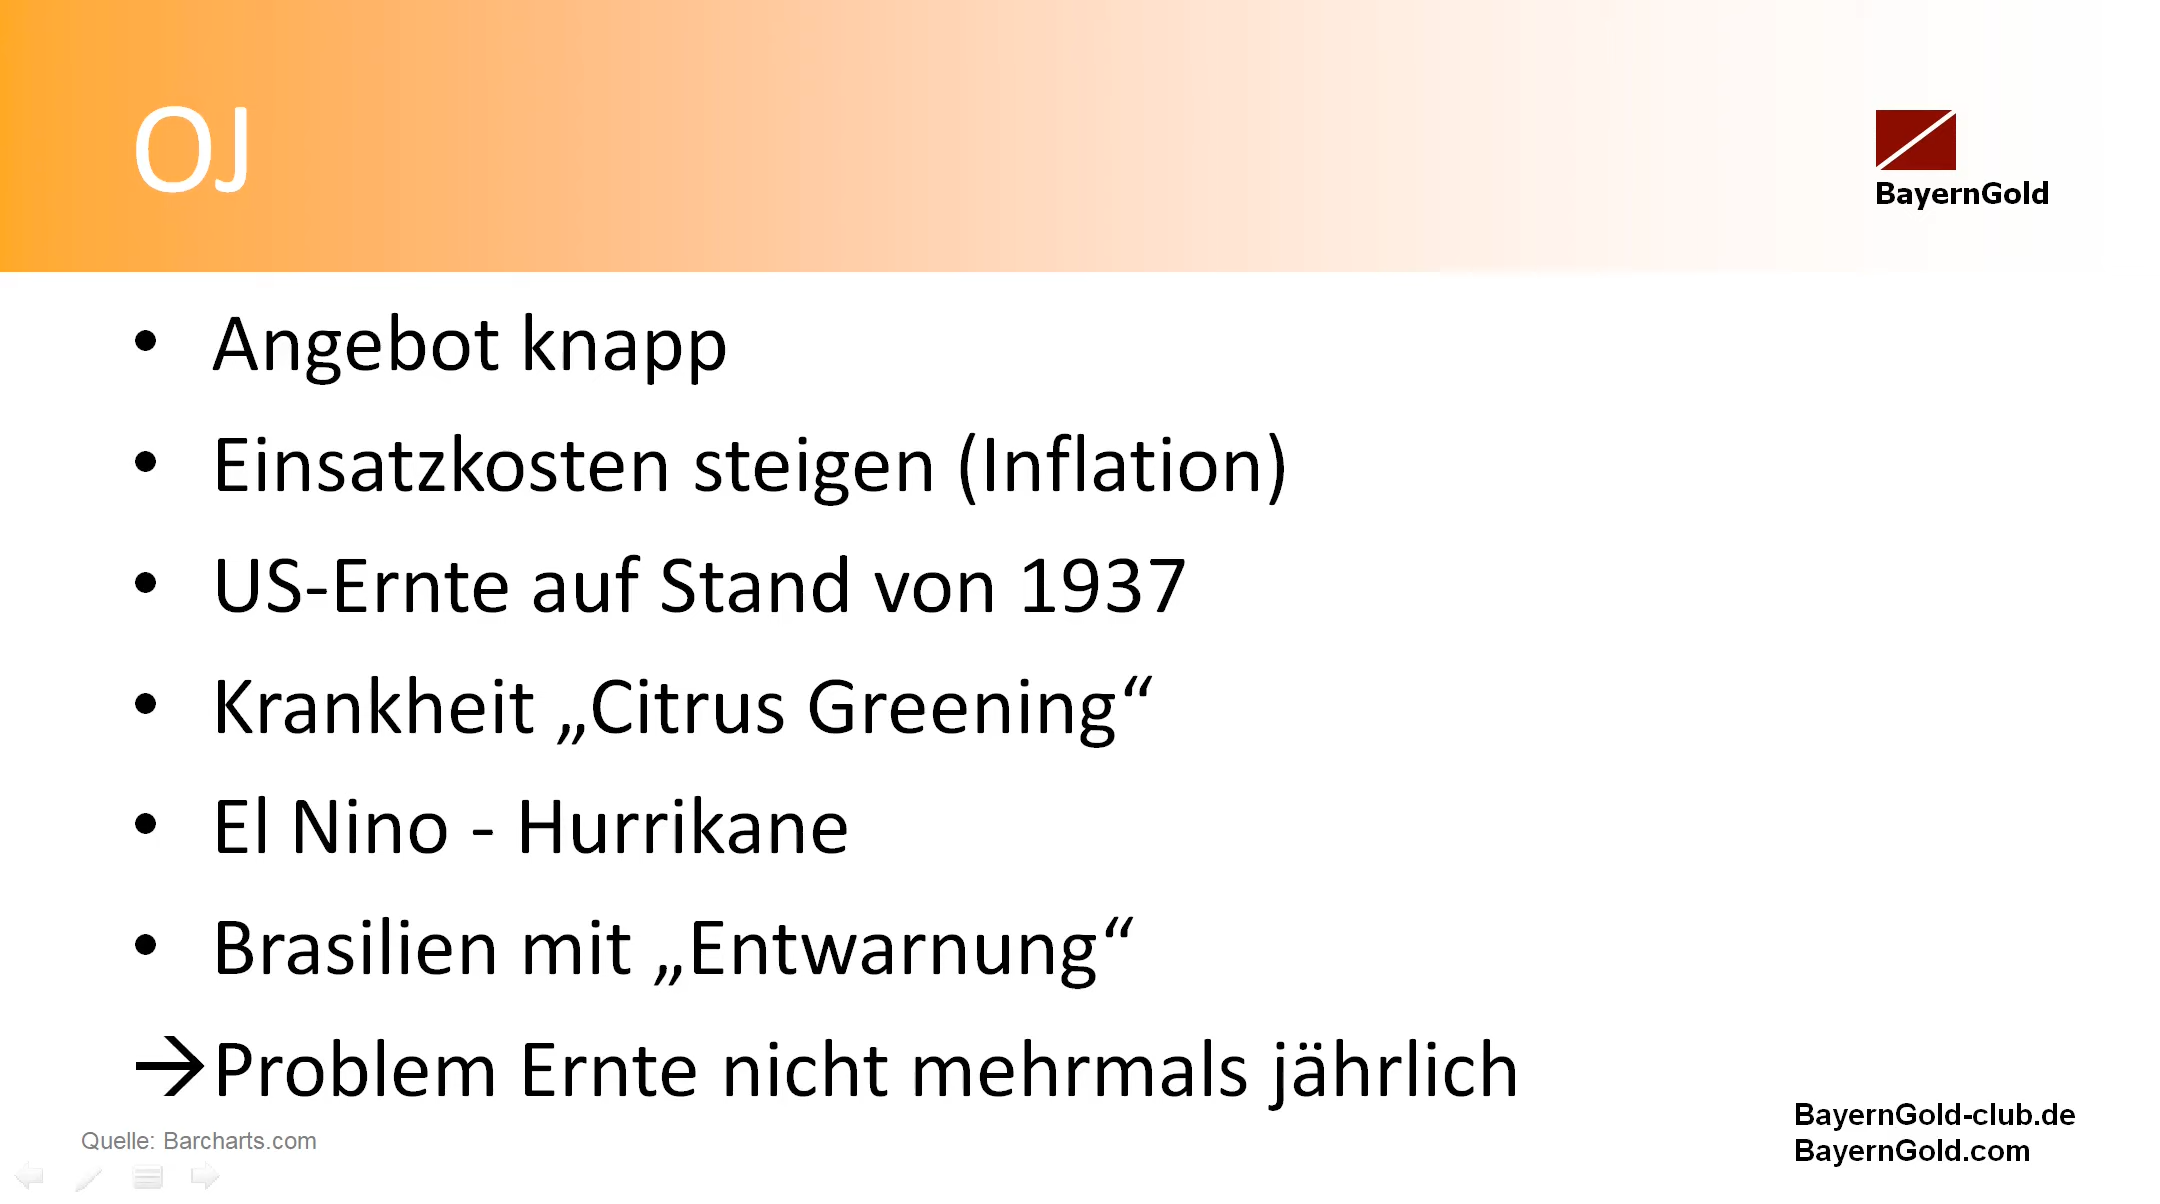 OJ
BayernGold
• Angebot knapp
• Einsatzkosten steigen (Inflation)
• US-Ernte auf Stand von 1937
• Krankheit „Citrus Greening“
• El Nino - Hurrikane
• Brasilien mit „Entwarnung“
→Problem Ernte nicht mehrmals jährlich
Quelle: Barcharts.com
BayernGold-club.de
BayernGold.com